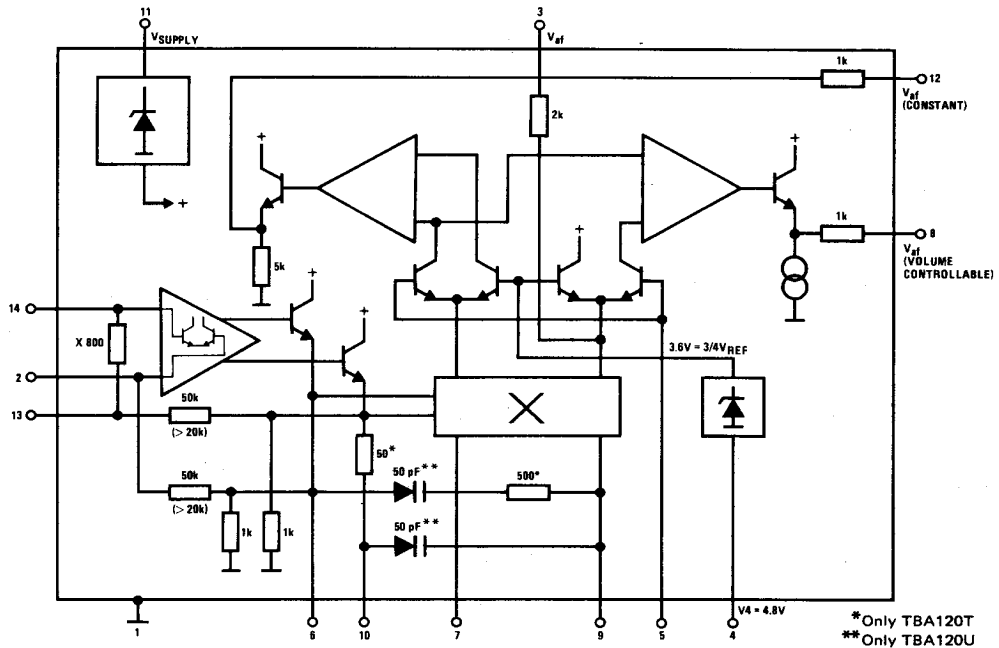 11
3
VSUPPLY
Vaf
1k
12
Vaf
(CONSTANT)
2k
+
+
+
1k
8
Vaf
(VOLUME
CONTROLLABLE)
+
5k
+
+
14
X 800
3.6V = 3/4VREF
2
50k
13
(> 20k)
X
50*
50 pF**
500*
50k
(> 20k)
1k
1k
50 pF**
V4 = 4.8V
1
6
10
7
9
5
4
*Only TBA120T
**Only TBA120U